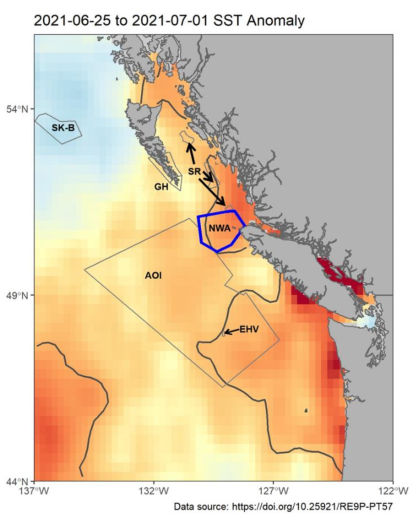 2021-06-25 to 2021-07-01 SST Anomaly
54°N
SK-B
SR
GH
NWA
AOI
49°N
EHV
44°N
137°W 132°W 127°W 122°W
Data source: https://doi.org/10.25921/RE9P-PT57